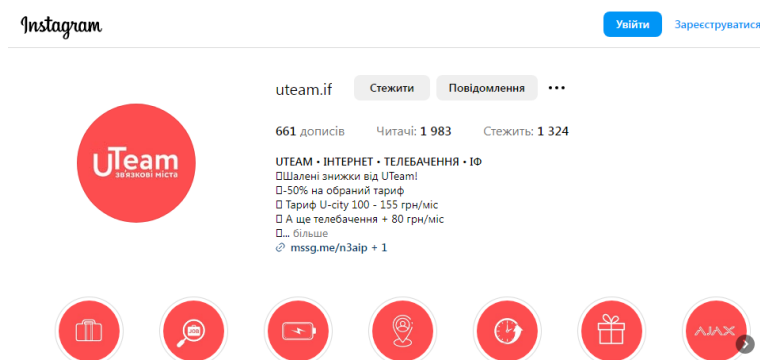 Instagram
Увійти
Зареєструватися
uteam.if
Стежити
Повідомлення
661 дописів
Читачі: 1 983
Стежить: 1 324
UTEAM • ІНТЕРНЕТ • ТЕЛЕБАЧЕННЯ • ІФ
Шалені знижки від UTeam!
-50% на обраний тариф
Тариф U-city 100 - 155 грн/міс
А ще телебачення + 80 грн/міс
... більше
mssg.me/n3aip + 1
UTeam
зв'язкові міста
JOB
AJAX